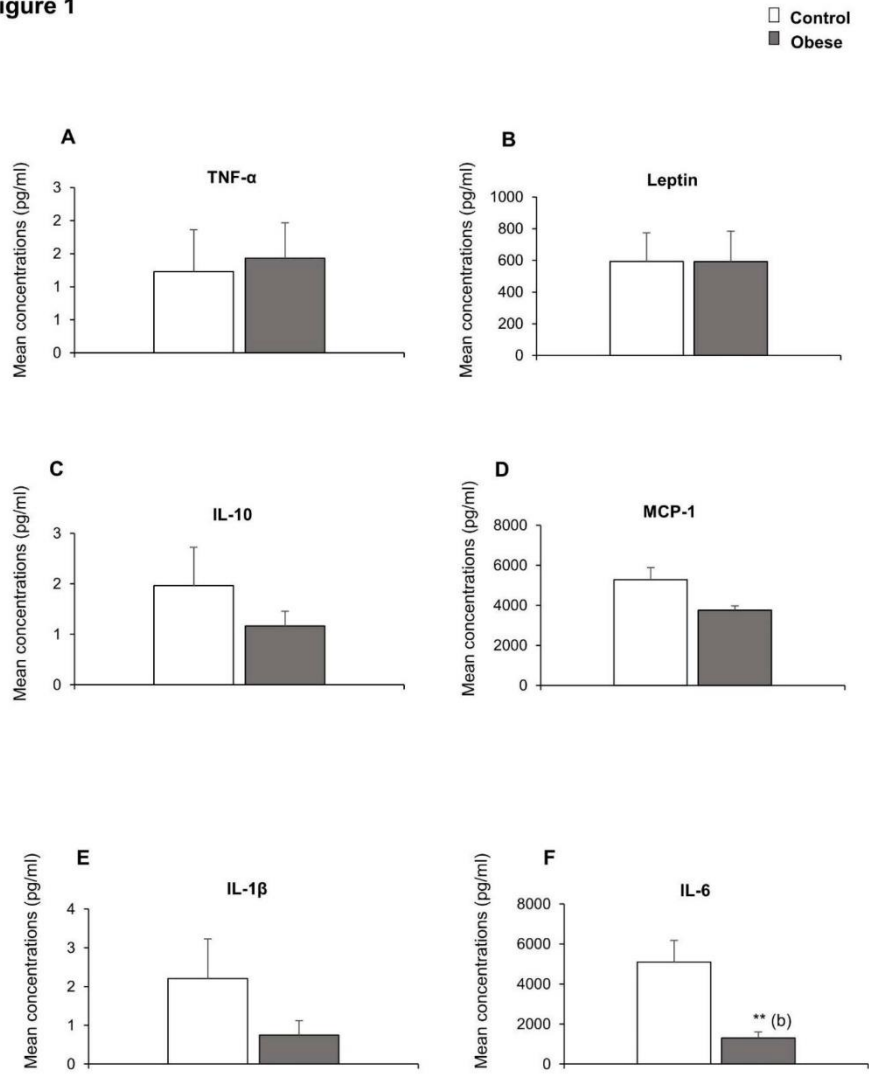 igure 1
Control
Obese
A
TNF-α
Mean concentrations (pg/ml)
3
2
2
1
1
0
B
Leptin
Mean concentrations (pg/ml)
1000
800
600
400
200
0
C
IL-10
Mean concentrations (pg/ml)
3
2
1
0
D
MCP-1
Mean concentrations (pg/ml)
8000
6000
4000
2000
0
E
IL-1β
Mean concentrations (pg/ml)
4
3
2
1
0
F
IL-6
Mean concentrations (pg/ml)
8000
6000
4000
2000
0
** (b)